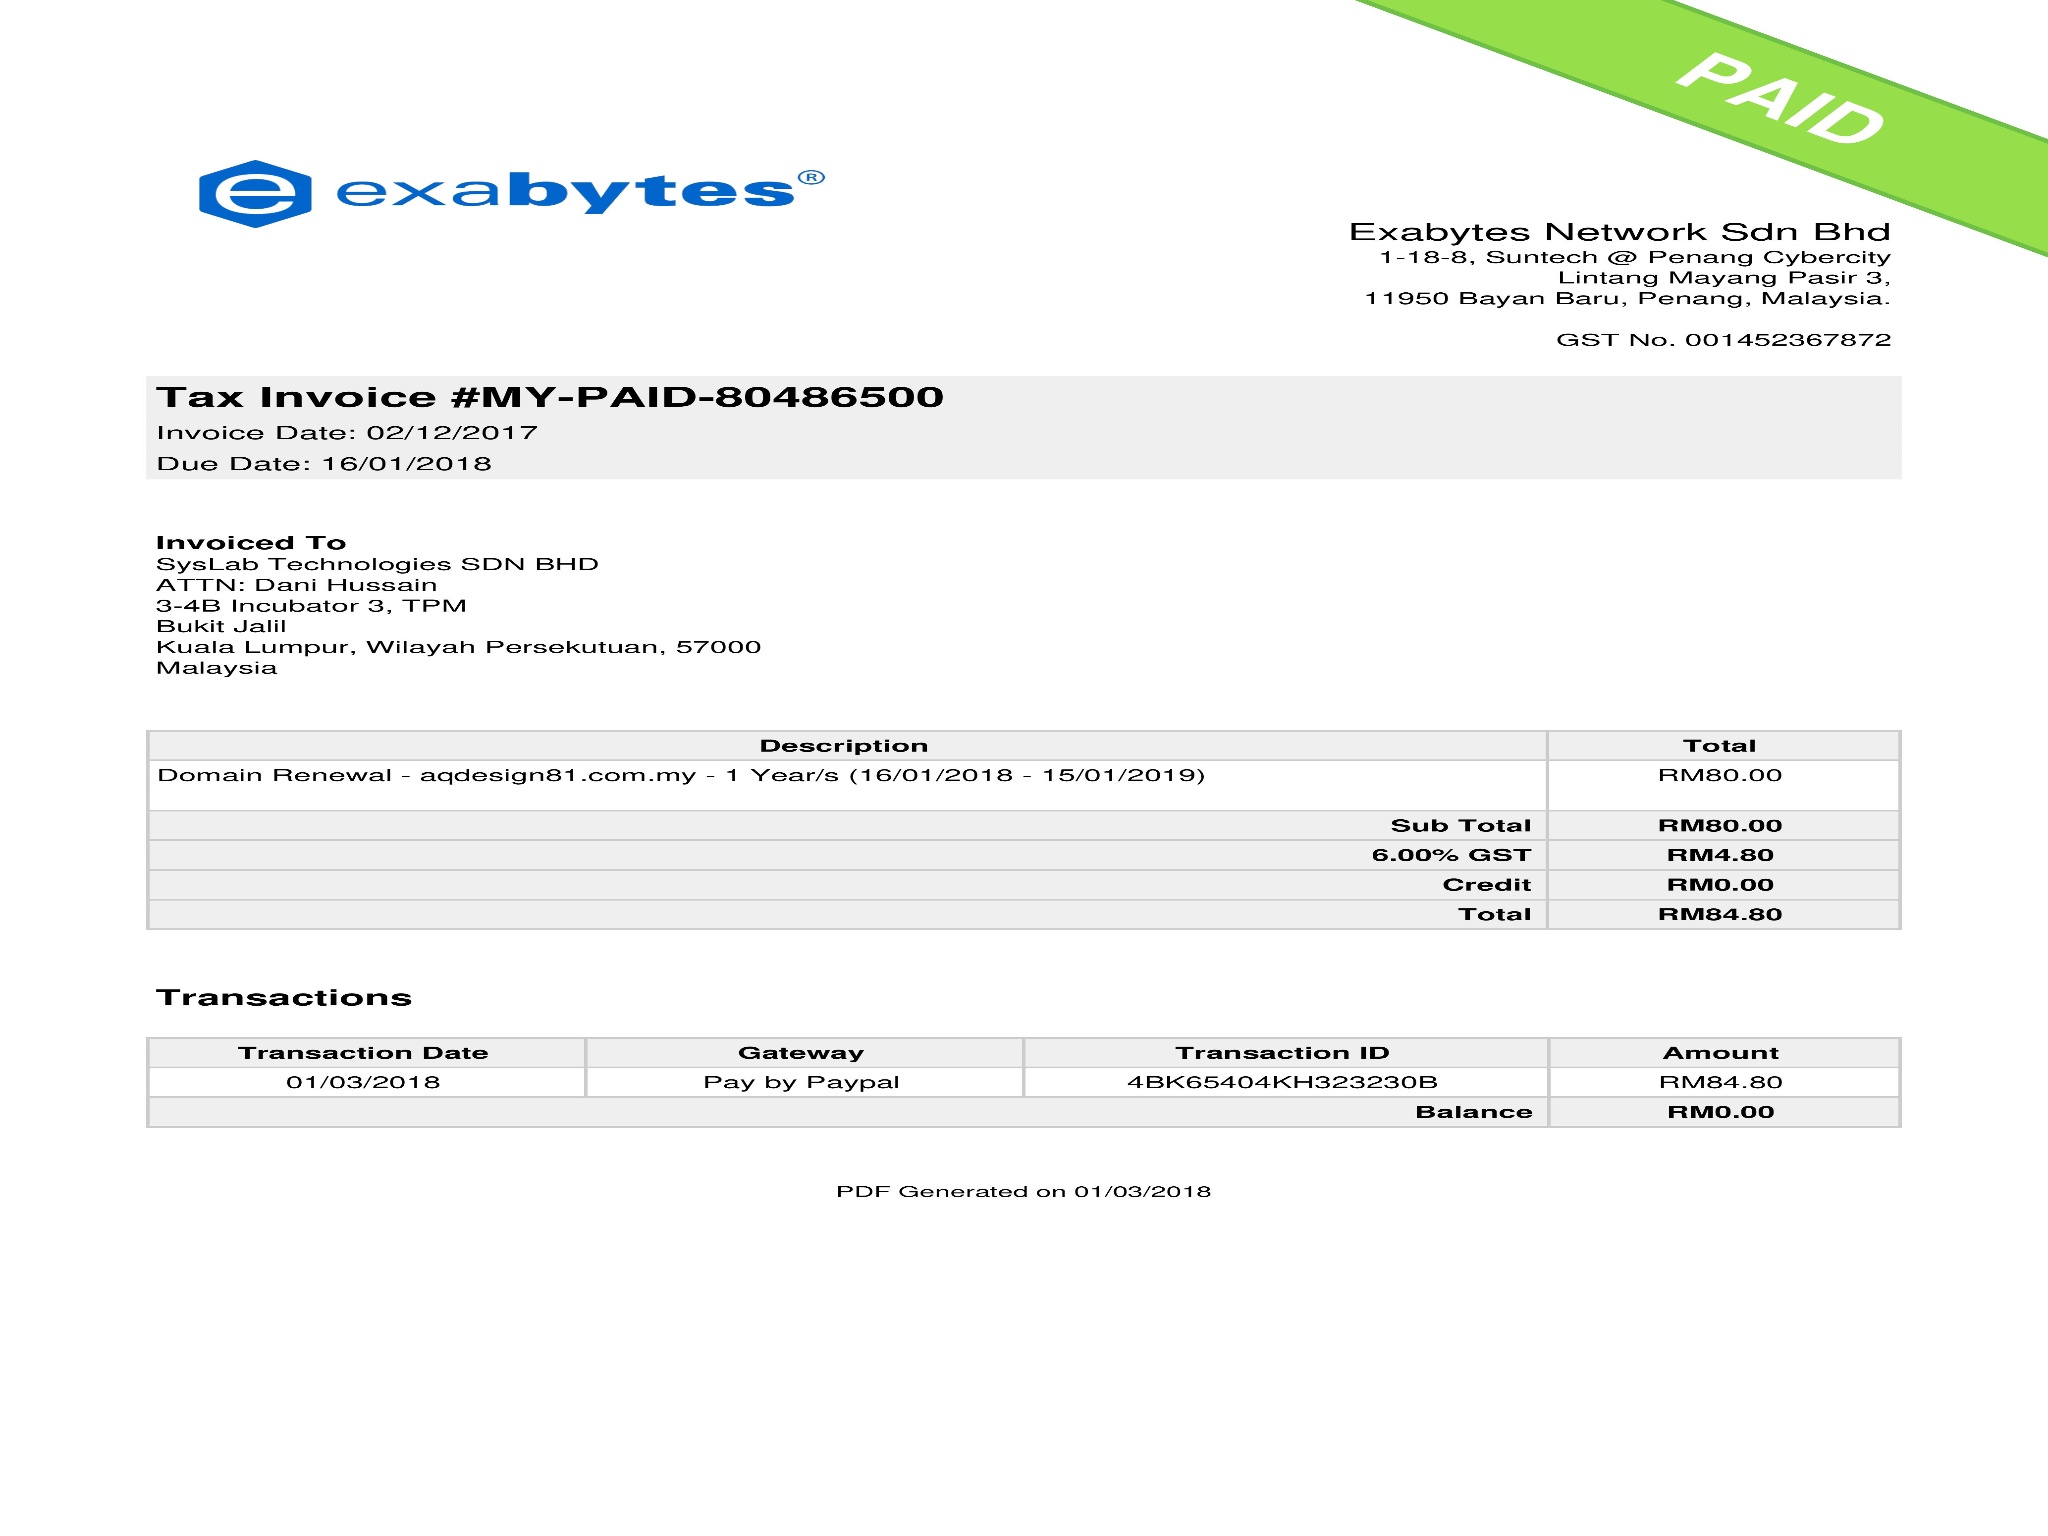 PAID
exabytes®
Exabytes Network Sdn Bhd
1-18-8, Suntech @ Penang Cybercity
Lintang Mayang Pasir 3,
11950 Bayan Baru, Penang, Malaysia.
GST No. 001452367872
Tax Invoice #MY-PAID-80486500
Invoice Date: 02/12/2017
Due Date: 16/01/2018
Invoiced To
SysLab Technologies SDN BHD
ATTN: Dani Hussain
3-4B Incubator 3, TPM
Bukit Jalil
Kuala Lumpur, Wilayah Persekutuan, 57000
Malaysia
Description Total
Domain Renewal - aqdesign81.com.my - 1 Year/s (16/01/2018 - 15/01/2019) RM80.00
Sub Total RM80.00
6.00% GST RM4.80
Credit RM0.00
Total RM84.80
Transactions
Transaction Date Gateway Transaction ID Amount
01/03/2018 Pay by Paypal 4BK65404KH323230B RM84.80
Balance RM0.00
PDF Generated on 01/03/2018